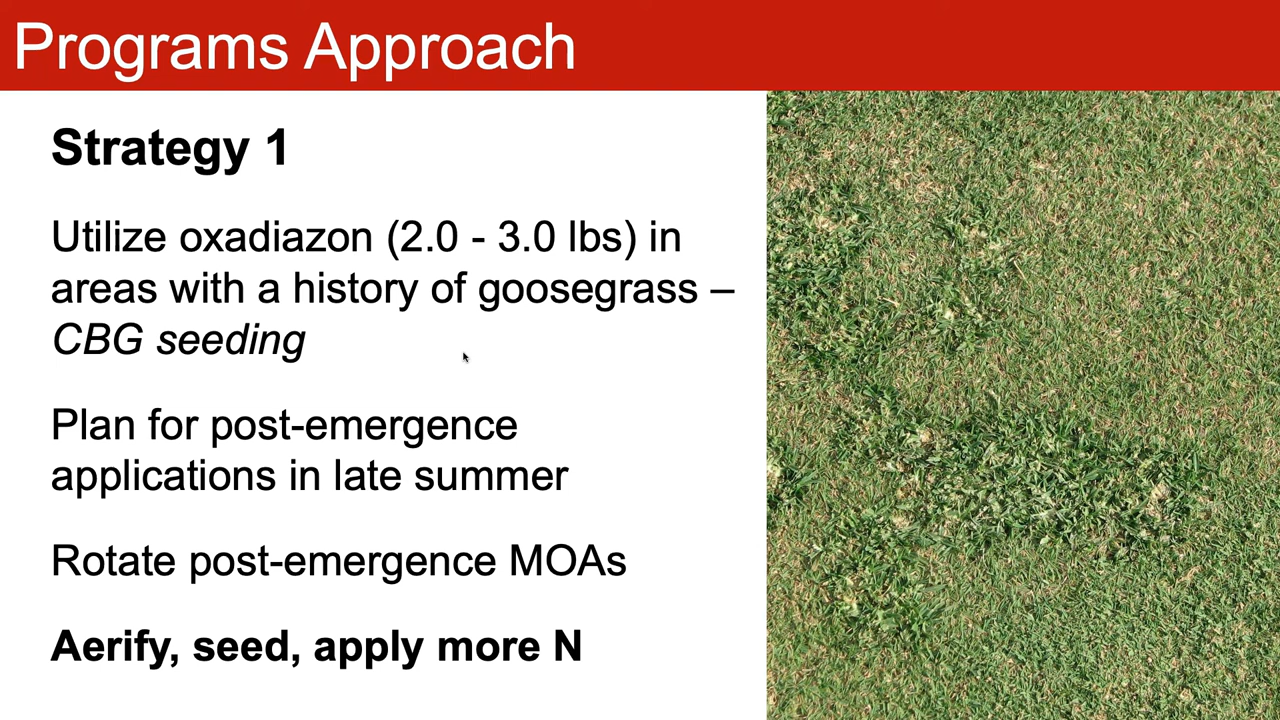 Programs Approach
Strategy 1
Utilize oxadiazon (2.0 - 3.0 lbs) in
areas with a history of goosegrass –
CBG seeding
Plan for post-emergence
applications in late summer
Rotate post-emergence MOAs
Aerify, seed, apply more N